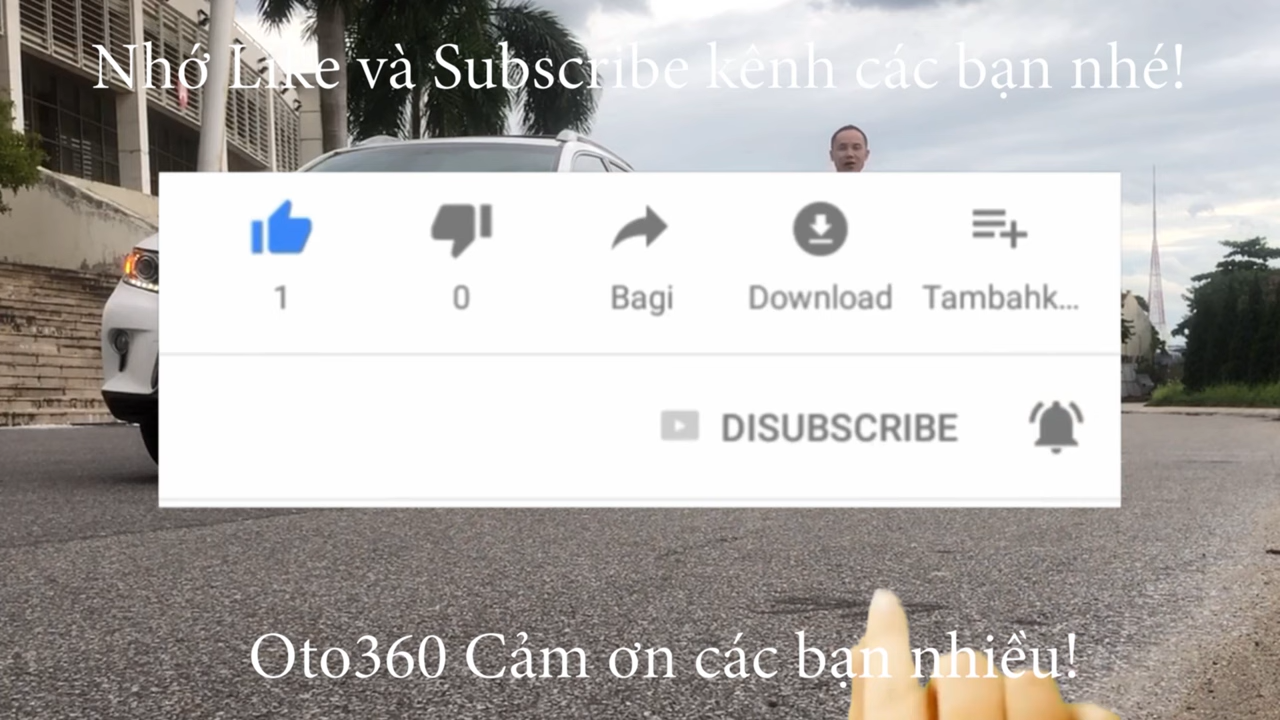 Nhớ Like và Subscribe kênh các bạn nhé!
1 0 Bagi Download Tambahk...
DISUBSCRIBE
Oto360 Cảm ơn các bạn nhiều!